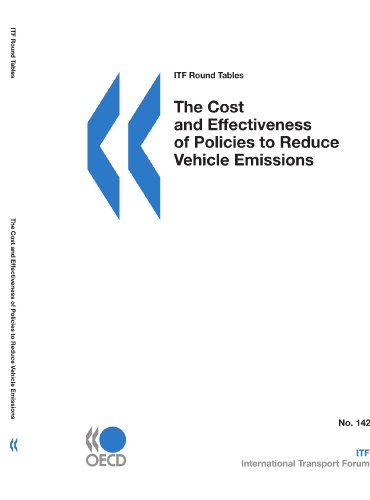 ITF Round Tables
The Cost and Effectiveness of Policies to Reduce Vehicle Emissions
ITF Round Tables
The Cost
and Effectiveness
of Policies to Reduce
Vehicle Emissions
No. 142
OECD
ITF
International Transport Forum